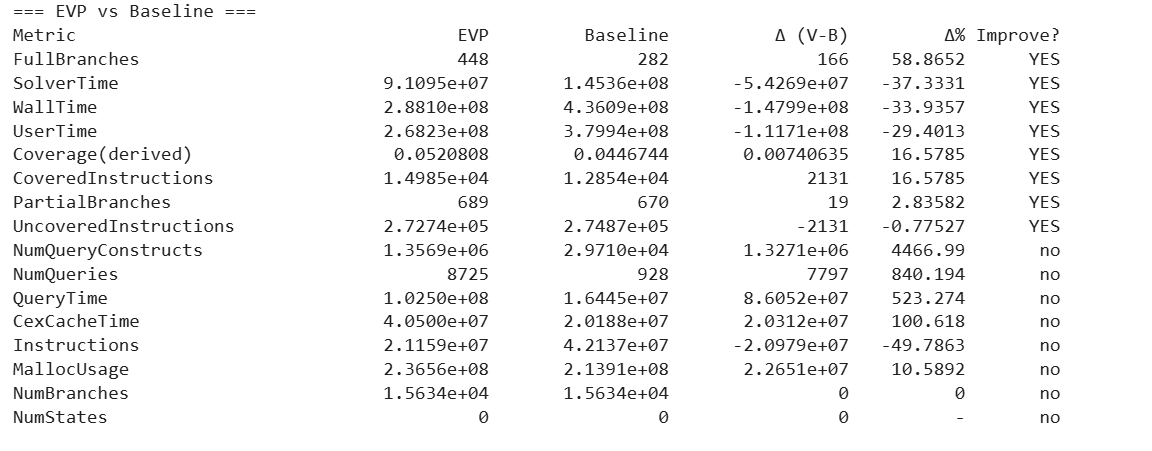 === EVP vs Baseline ===
Metric EVP Baseline Δ (V-B) Δ% Improve?
FullBranches 448 282 166 58.8652 YES
SolverTime 9.1095e+07 1.4536e+08 -5.4269e+07 -37.3331 YES
WallTime 2.8810e+08 4.3609e+08 -1.4799e+08 -33.9357 YES
UserTime 2.6823e+08 3.7994e+08 -1.1171e+08 -29.4013 YES
Coverage(derived) 0.0520808 0.0446744 0.00740635 16.5785 YES
CoveredInstructions 1.4985e+04 1.2854e+04 2131 16.5785 YES
PartialBranches 689 670 19 2.83582 YES
UncoveredInstructions 2.7274e+05 2.7487e+05 -2131 -0.77527 YES
NumQueryConstructs 1.3569e+06 2.9710e+04 1.3271e+06 4466.99 no
NumQueries 8725 928 7797 840.194 no
QueryTime 1.0250e+08 1.6445e+07 8.6052e+07 523.274 no
CexCacheTime 4.0500e+07 2.0188e+07 2.0312e+07 100.618 no
Instructions 2.1159e+07 4.2137e+07 -2.0979e+07 -49.7863 no
MallocUsage 2.3656e+08 2.1391e+08 2.2651e+07 10.5892 no
NumBranches 1.5634e+04 1.5634e+04 0 0 no
NumStates 0 0 0 - no